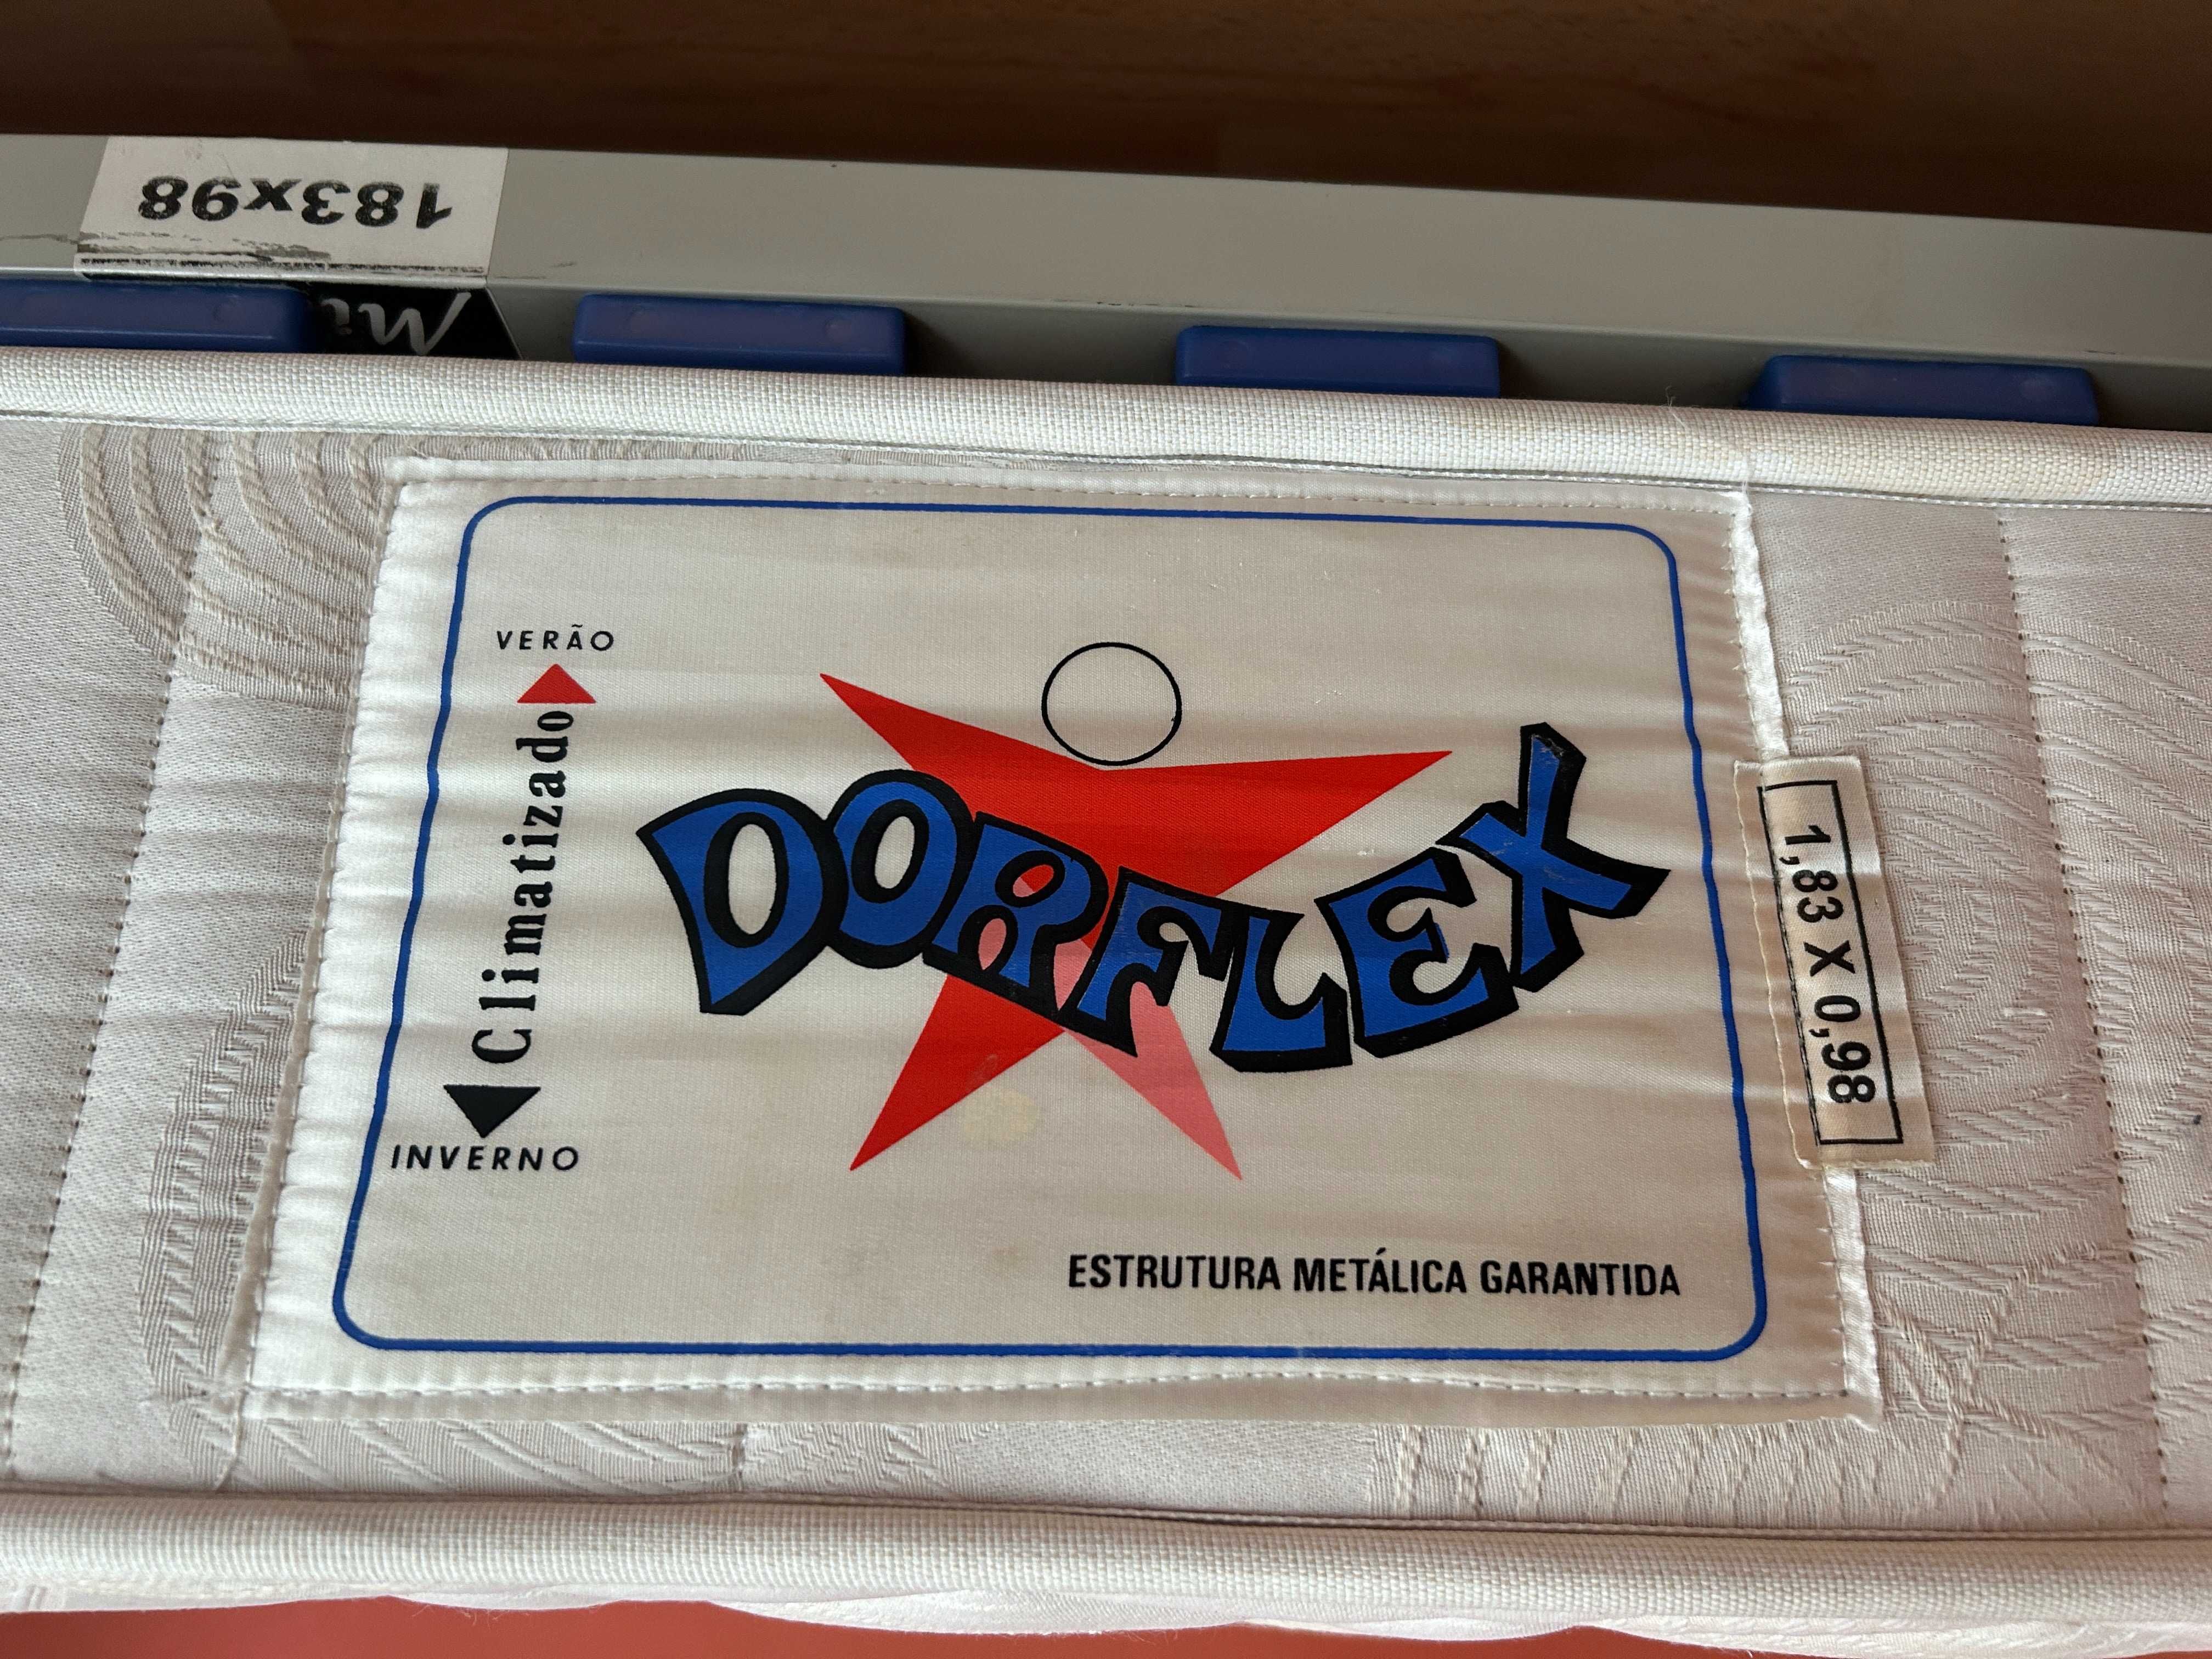 183x98
VERÃO
Climatizado
INVERNO
DORFLEX
1,83 X 0,98
ESTRUTURA METÁLICA GARANTIDA